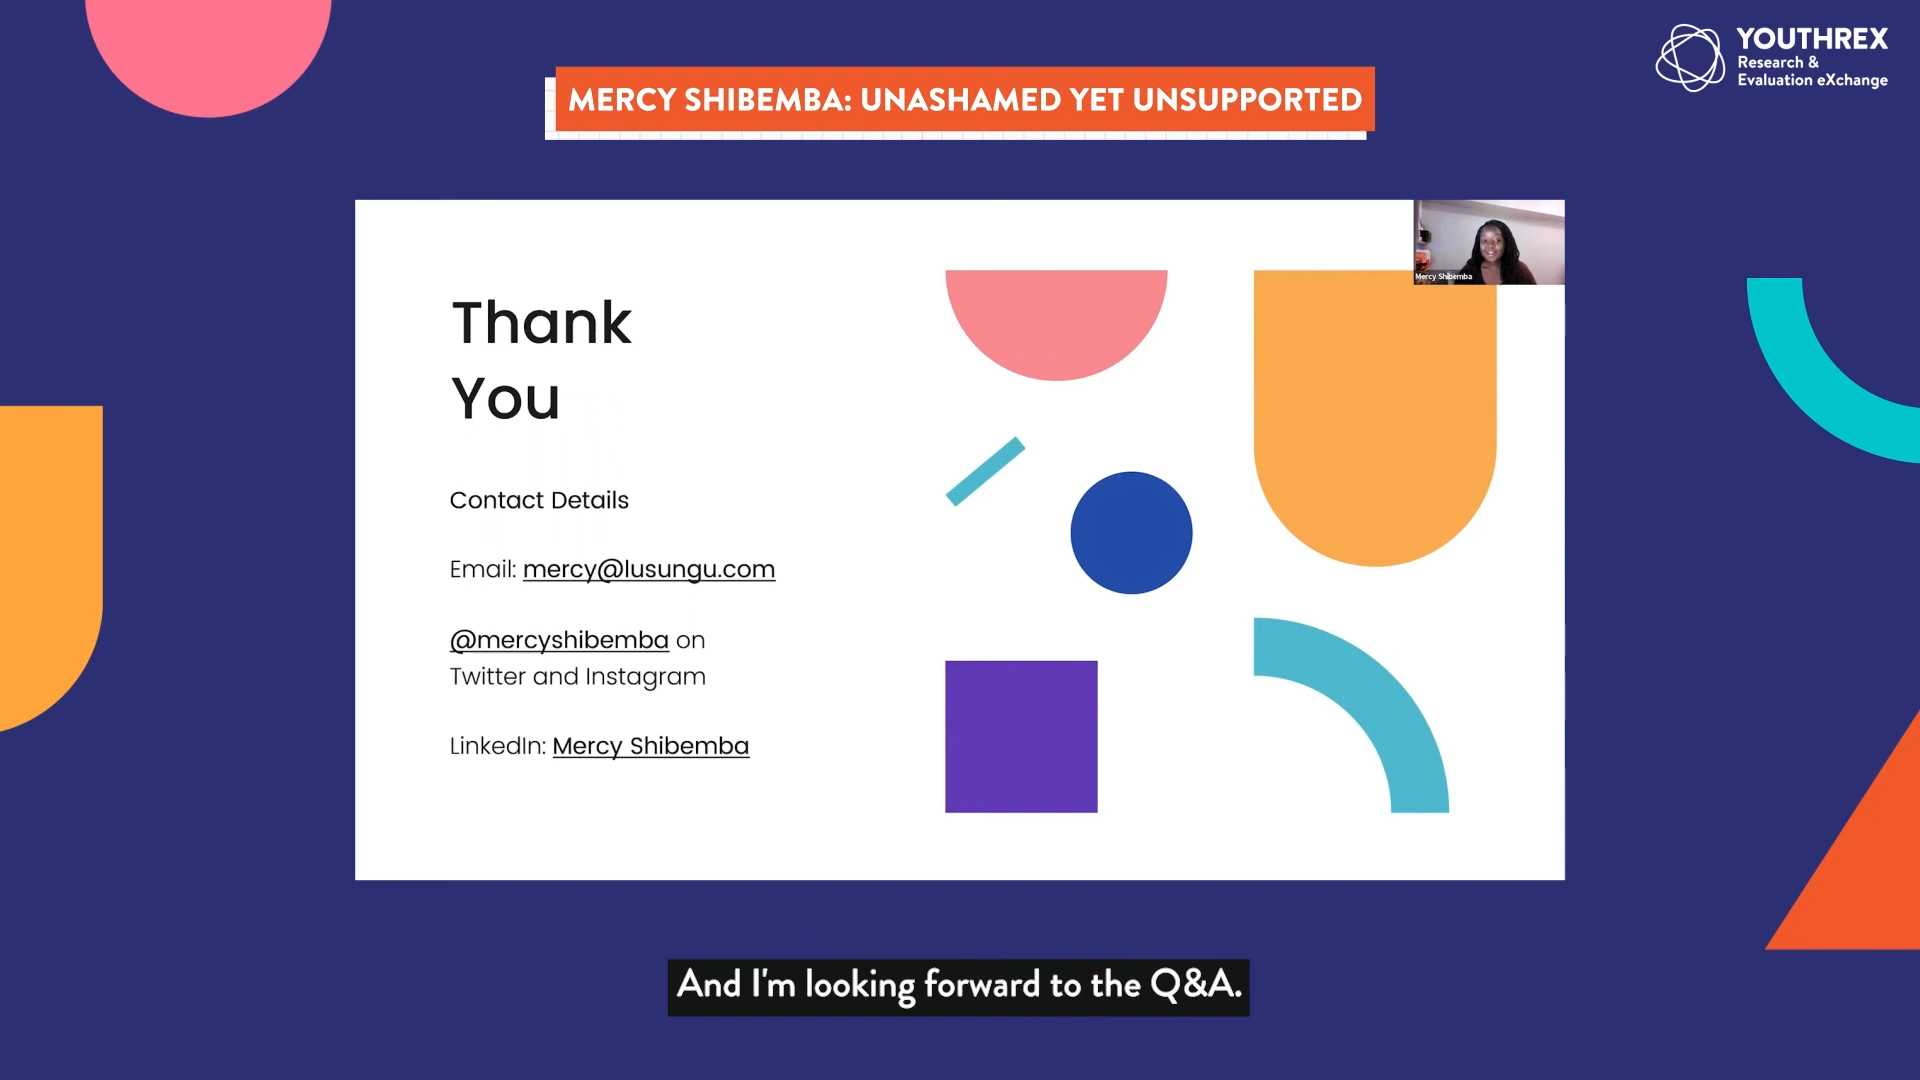 YOUTHREX
Research &
Evaluation eXchange
MERCY SHIBEMBA: UNASHAMED YET UNSUPPORTED
Mercy Shibemba
Thank
You
Contact Details
Email: mercy@lusungu.com
@mercyshibemba on
Twitter and Instagram
LinkedIn: Mercy Shibemba
And I'm looking forward to the Q&A.